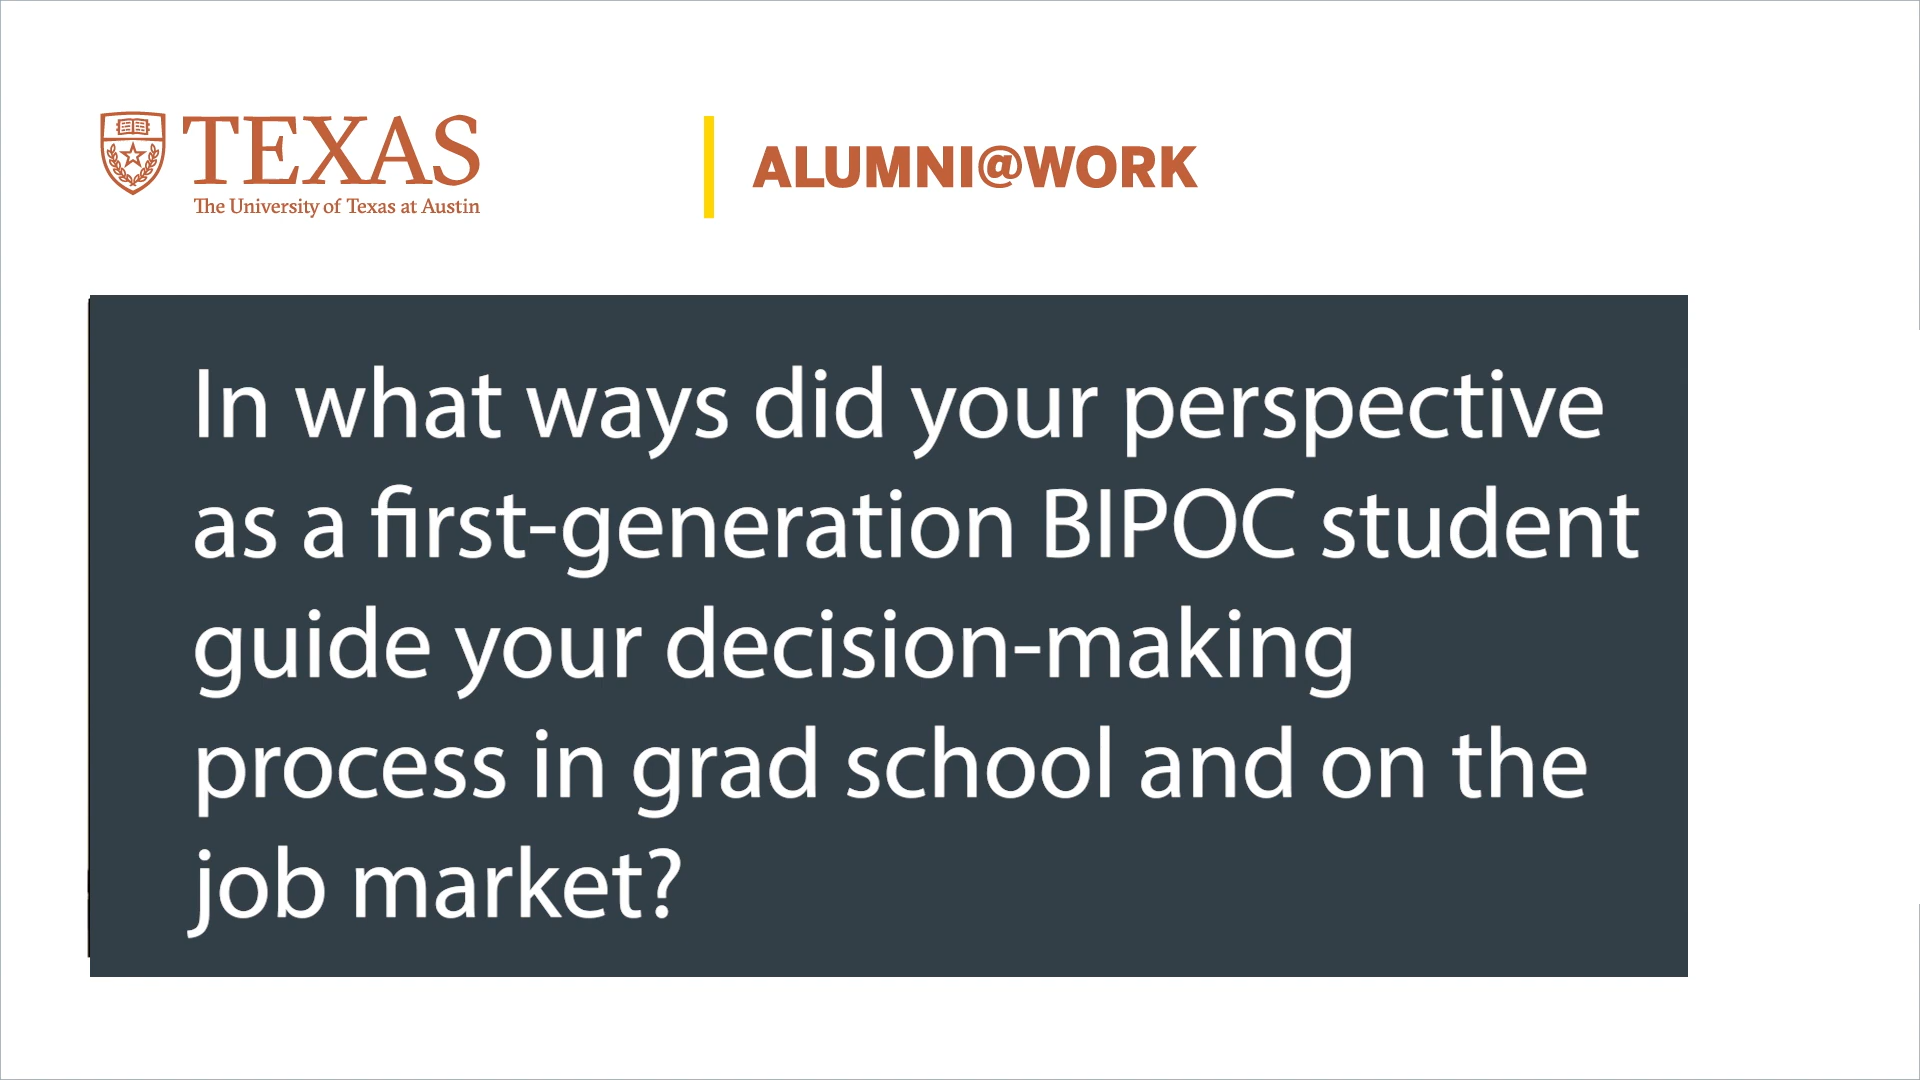 TEXAS
The University of Texas at Austin
ALUMNI@WORK
In what ways did your perspective
as a first-generation BIPOC student
guide your decision-making
process in grad school and on the
job market?